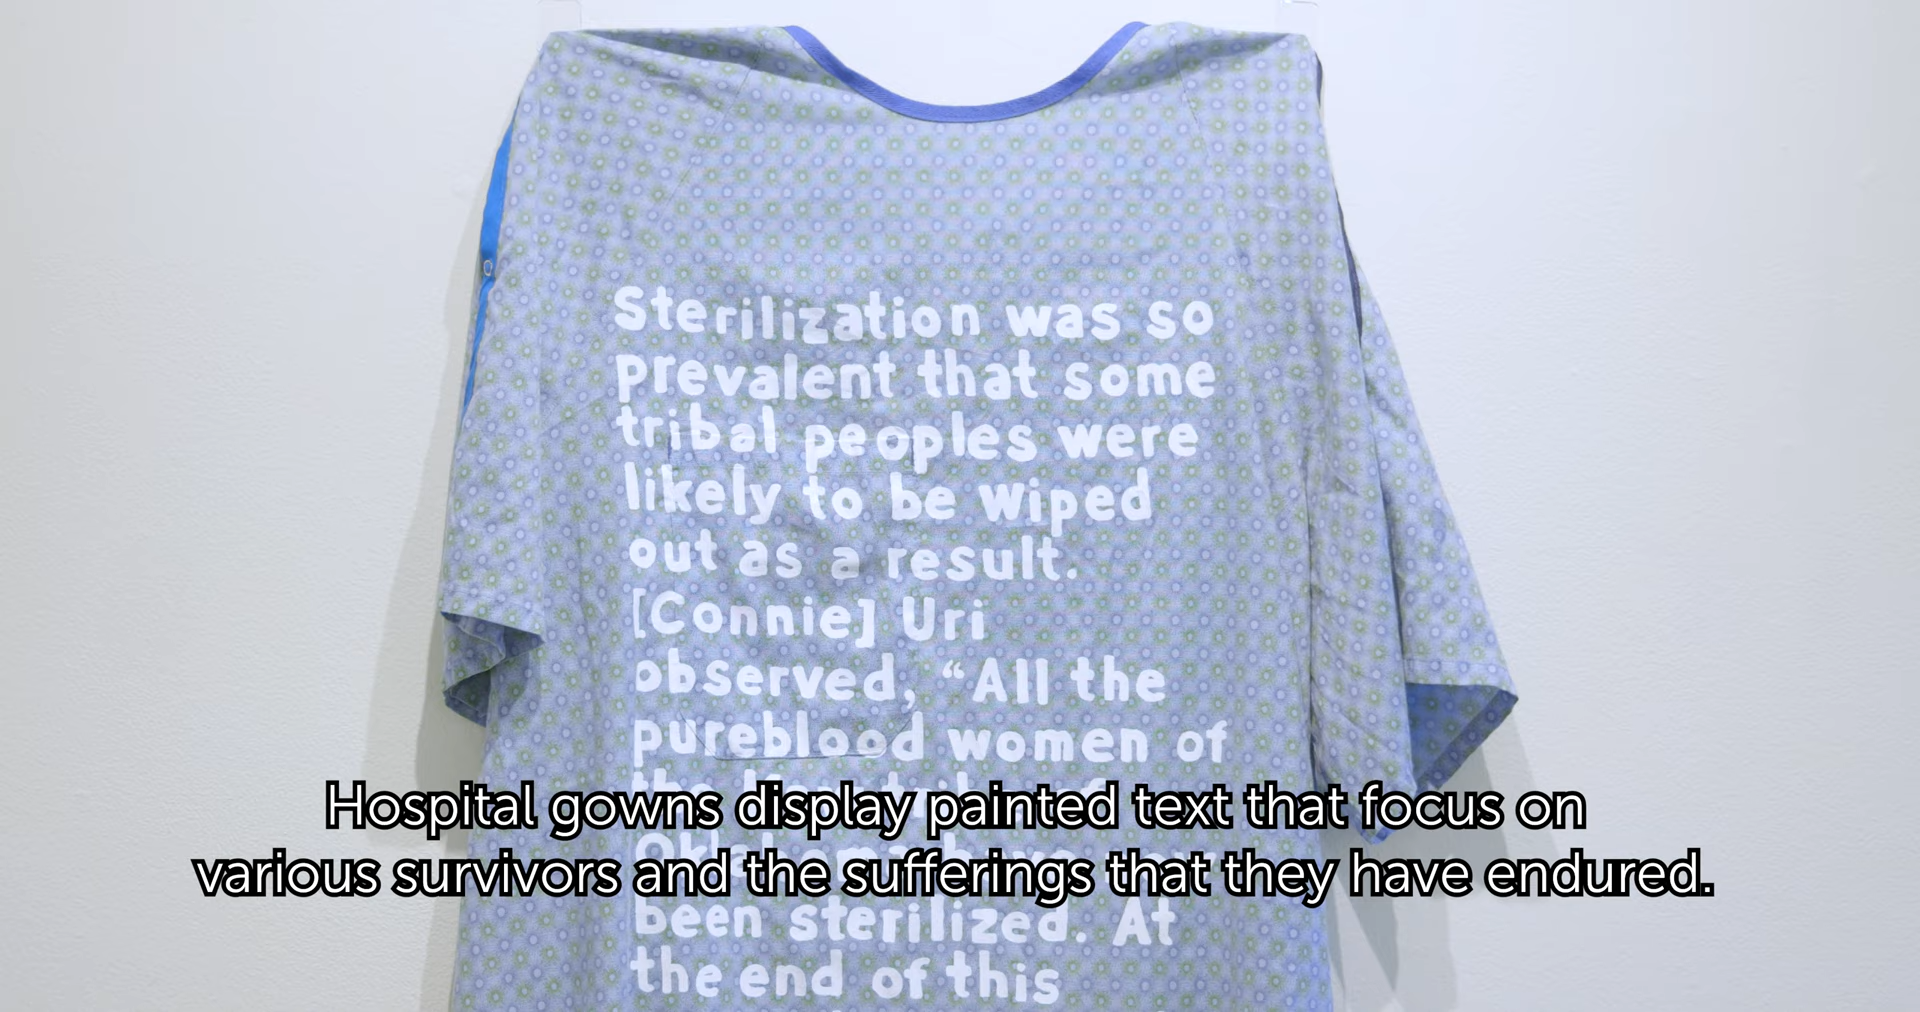 Sterilization was so
prevalent that some
tribal peoples were
likely to be wiped
out as a result.
[Connie] Uri
observed, “All the
pureblood women of
Hospital gowns display painted text that focus on
various survivors and the sufferings that they have endured.
been sterilized. At
the end of this